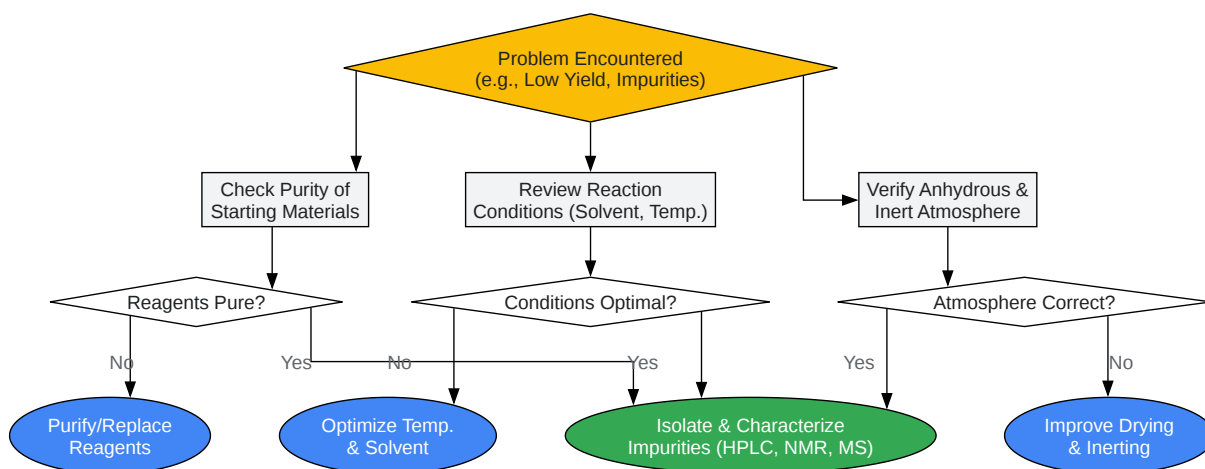 Problem Encountered
(e.g., Low Yield, Impurities)
Check Purity of
Starting Materials
Review Reaction
Conditions (Solvent, Temp.)
Verify Anhydrous &
Inert Atmosphere
Reagents Pure?
Conditions Optimal?
Atmosphere Correct?
No
Yes
No
Yes
Yes
No
Purify/Replace
Reagents
Optimize Temp.
& Solvent
Isolate & Characterize
Impurities (HPLC, NMR, MS)
Improve Drying
& Inerting